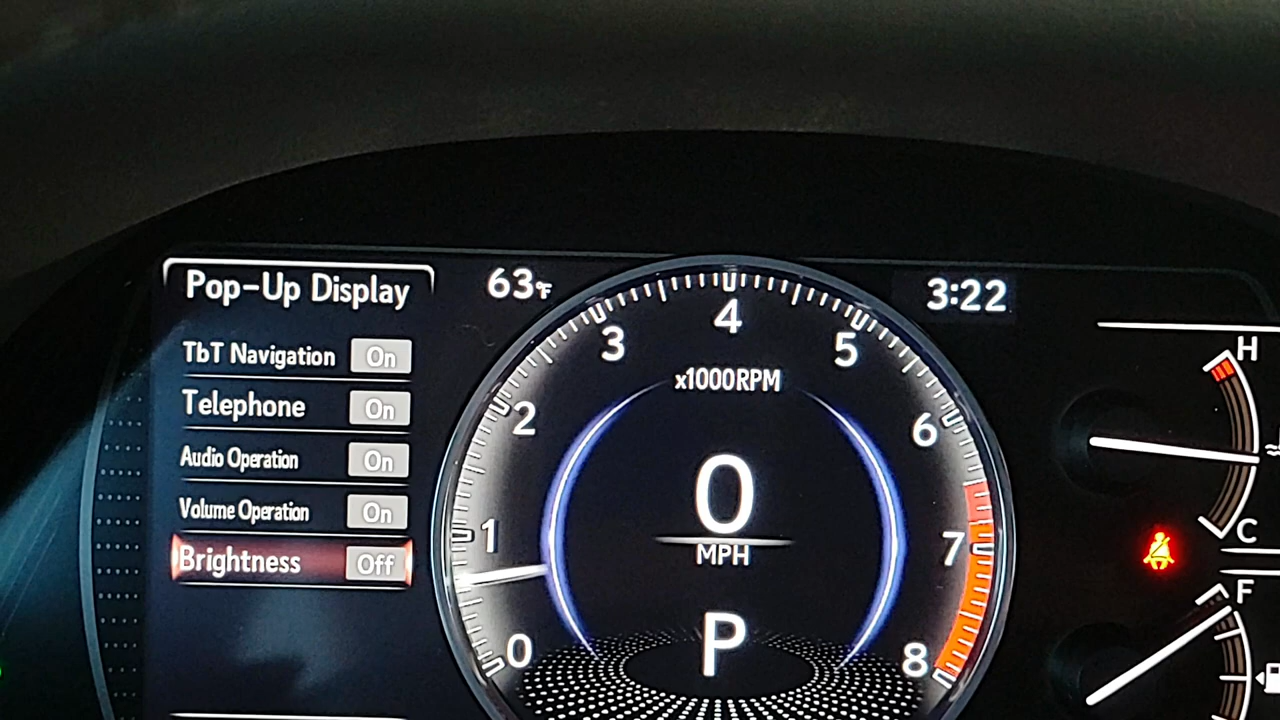 Pop-Up Display
63°F
3:22
TbT Navigation On
Telephone On
Audio Operation On
Volume Operation On
Brightness Off
0
1
2
3
4
5
6
7
8
x1000RPM
0
MPH
P
H
C
F